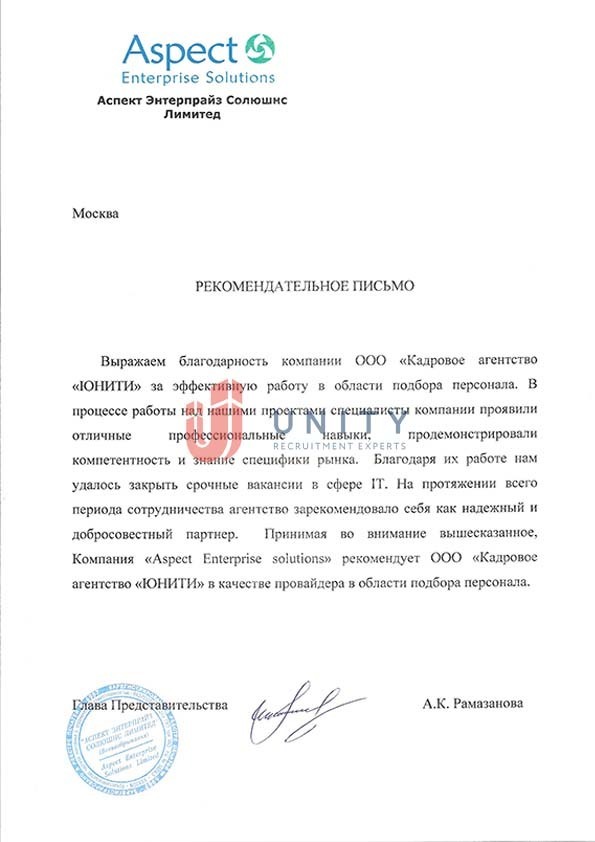 Aspect
Enterprise Solutions
Аспект Энтерпрайз Солюшнс
Лимитед
Москва
РЕКОМЕНДАТЕЛЬНОЕ ПИСЬМО
Выражаем благодарность компании ООО «Кадровое агентство
«ЮНИТИ» за эффективную работу в области подбора персонала. В
процессе работы над нашими проектами специалисты компании проявили
отличные профессиональные навыки, продемонстрировали
компетентность и знание специфики рынка. Благодаря их работе нам
удалось закрыть срочные вакансии в сфере IT. На протяжении всего
периода сотрудничества агентство зарекомендовало себя как надежный и
добросовестный партнер. Принимая во внимание вышесказанное,
Компания «Aspect Enterprise solutions» рекомендует ООО «Кадровое
агентство «ЮНИТИ» в качестве провайдера в области подбора персонала.
UNITY
RECRUITMENT EXPERTS
Глава Представительства А.К. Рамазанова
"АСПЕКТ ЭНТЕРПРАЙЗ
СОЛЮШНС ЛИМИТЕД"
(Великобритания)
Aspect Enterprise
Solutions Limited